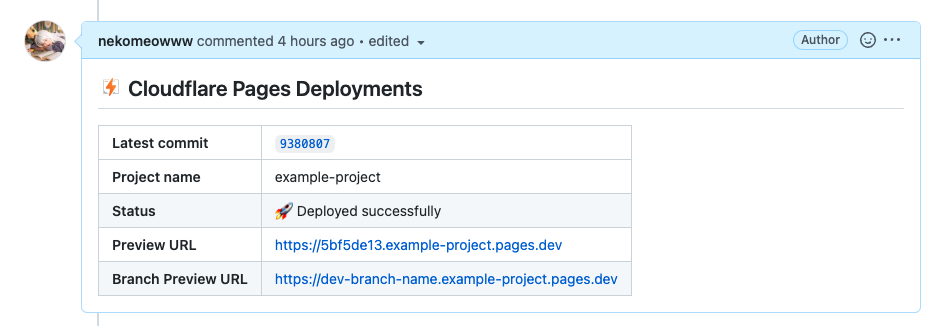 nekomeowww commented 4 hours ago • edited
Author
Cloudflare Pages Deployments
Latest commit 9380807
Project name example-project
Status 🚀 Deployed successfully
Preview URL https://5bf5de13.example-project.pages.dev
Branch Preview URL https://dev-branch-name.example-project.pages.dev